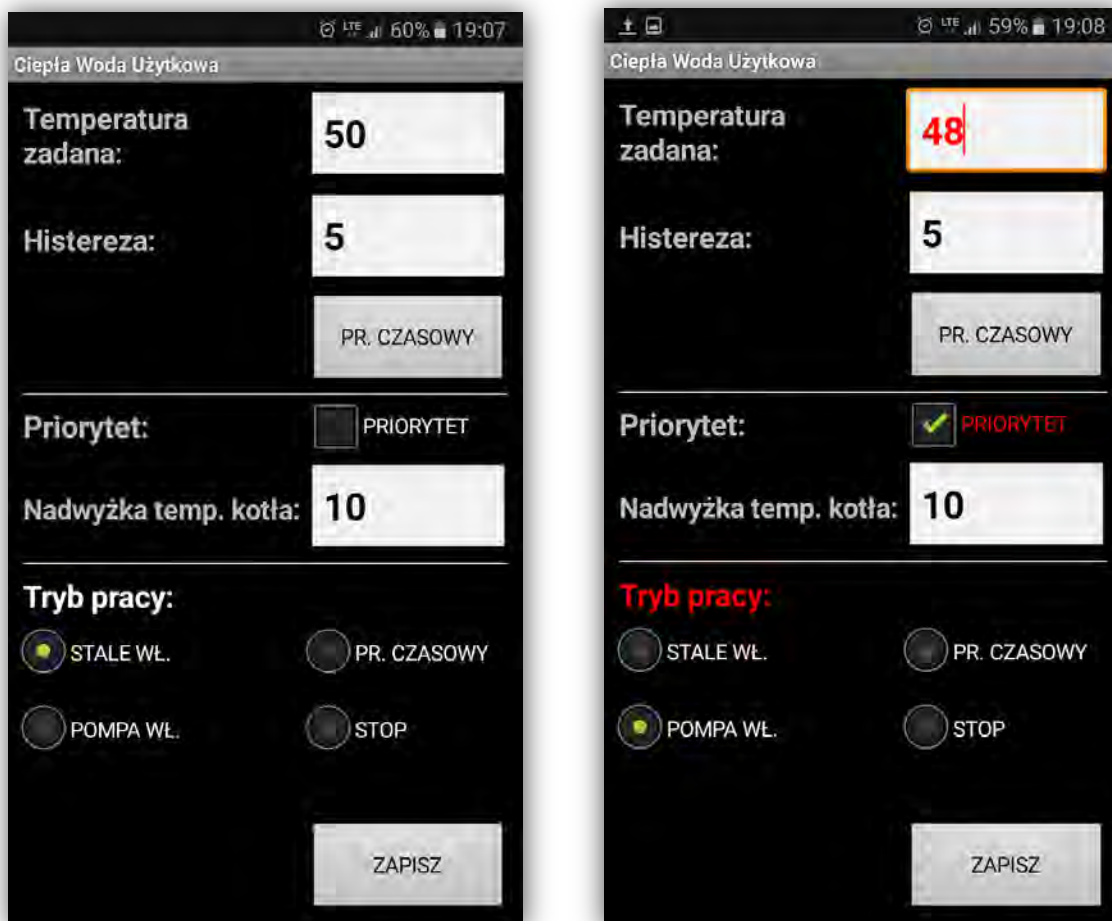 LTE 60% 19:07
Ciepła Woda Użytkowa
Temperatura
zadana:
50
Histereza:
5
PR. CZASOWY
Priorytet:
PRIORYTET
Nadwyżka temp. kotła:
10
Tryb pracy:
STALE WŁ.
PR. CZASOWY
POMPA WŁ.
STOP
ZAPISZ
LTE 59% 19:08
Ciepła Woda Użytkowa
Temperatura
zadana:
48
Histereza:
5
PR. CZASOWY
Priorytet:
PRIORYTET
Nadwyżka temp. kotła:
10
Tryb pracy:
STALE WŁ.
PR. CZASOWY
POMPA WŁ.
STOP
ZAPISZ